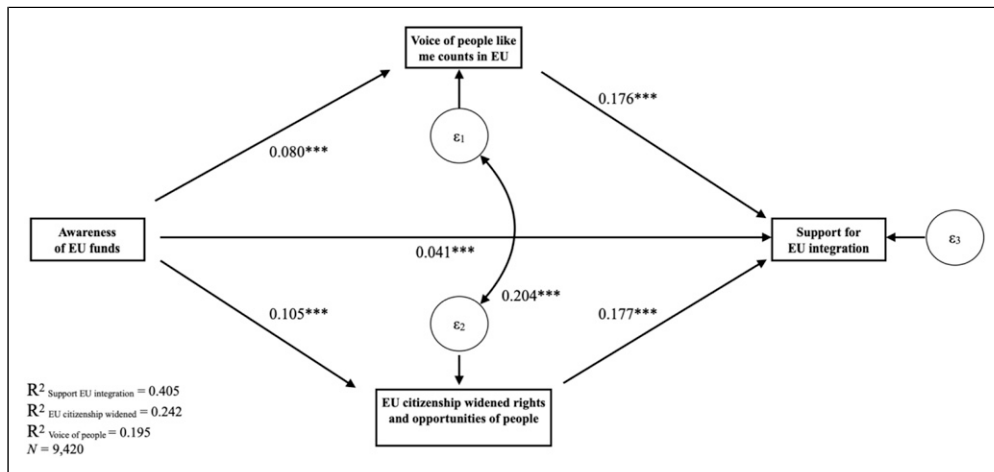 Voice of people like
me counts in EU
0.176***
ε1
0.080***
Awareness
of EU funds
0.041***
Support for
EU integration
ε3
0.204***
ε2
0.105***
0.177***
EU citizenship widened rights
and opportunities of people
R² Support EU integration = 0.405
R² EU citizenship widened = 0.242
R² Voice of people = 0.195
N = 9,420